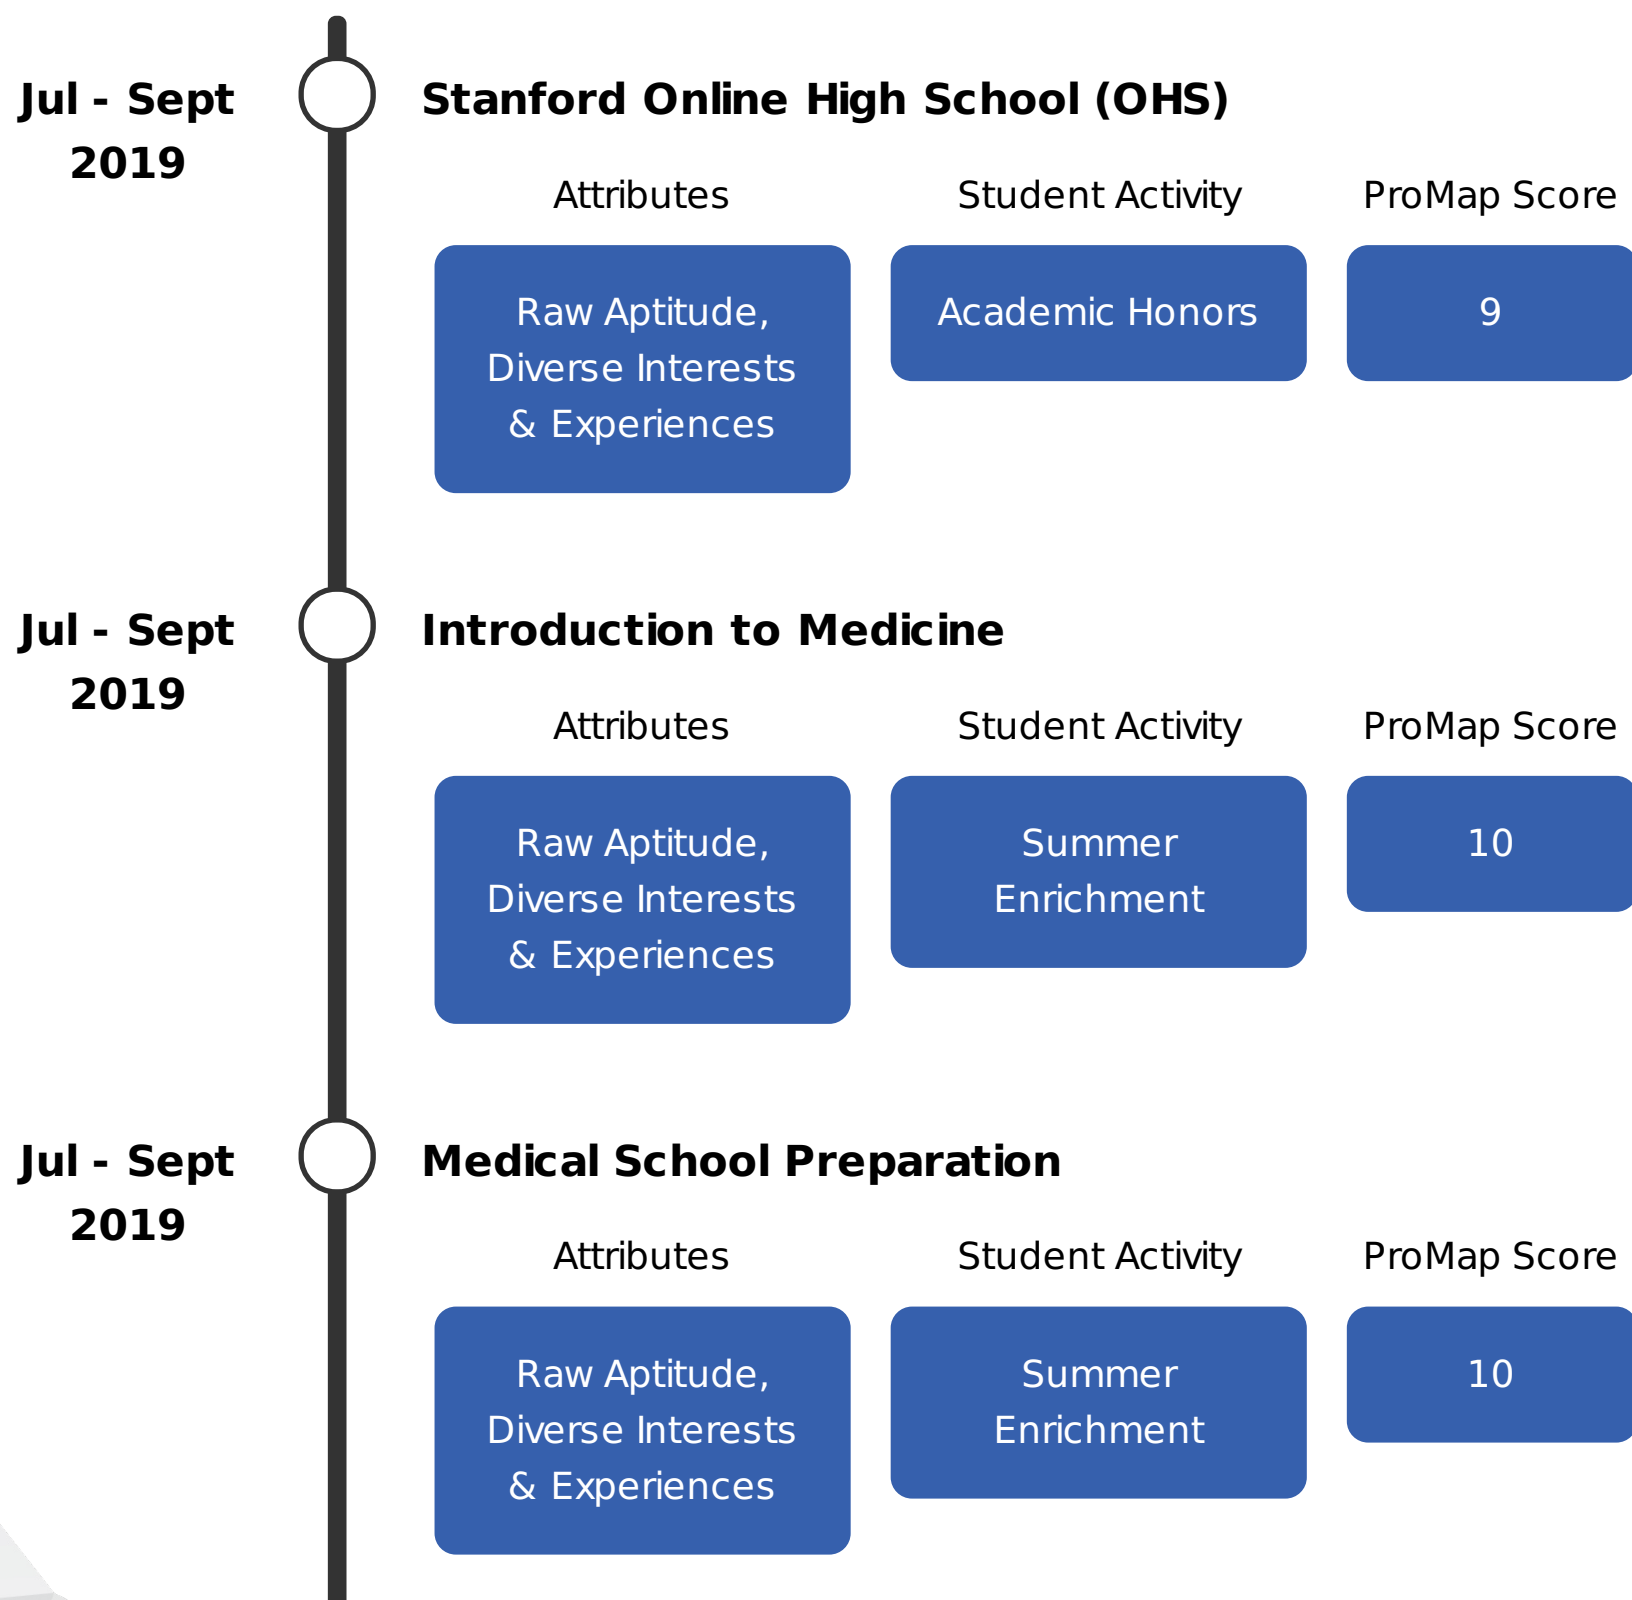 Jul - Sept
2019
Stanford Online High School (OHS)
Attributes
Student Activity
ProMap Score
Raw Aptitude,
Diverse Interests
& Experiences
Academic Honors
9
Jul - Sept
2019
Introduction to Medicine
Attributes
Student Activity
ProMap Score
Raw Aptitude,
Diverse Interests
& Experiences
Summer
Enrichment
10
Jul - Sept
2019
Medical School Preparation
Attributes
Student Activity
ProMap Score
Raw Aptitude,
Diverse Interests
& Experiences
Summer
Enrichment
10